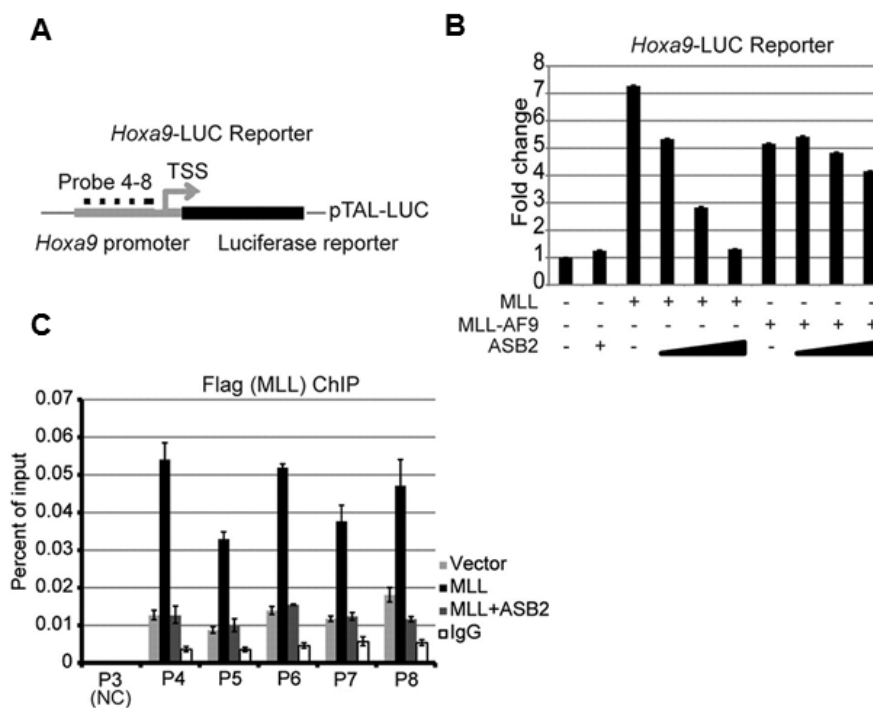 A
Hoxa9-LUC Reporter
TSS
Probe 4-8
pTAL-LUC
Hoxa9 promoter
Luciferase reporter
B
Hoxa9-LUC Reporter
Fold change
8
7
6
5
4
3
2
1
0
MLL - - + + + + - - - -
MLL-AF9 - - - - - - + + + +
ASB2 - + - -
C
Flag (MLL) ChIP
Percent of input
0.07
0.06
0.05
0.04
0.03
0.02
0.01
0
P3 (NC)
P4
P5
P6
P7
P8
Vector
MLL
MLL+ASB2
IgG